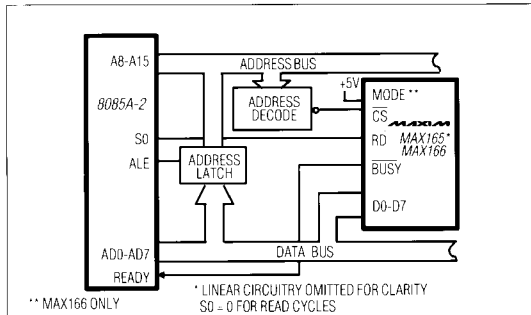 A8-A15
ADDRESS BUS
+5V
8085A-2
ADDRESS
DECODE
MODE **
CS
MAXIM
S0
RD
MAX165*
MAX166
ALE
ADDRESS
LATCH
BUSY
D0-D7
AD0-AD7
DATA BUS
READY
* LINEAR CIRCUITRY OMITTED FOR CLARITY
** MAX166 ONLY
S0 = 0 FOR READ CYCLES